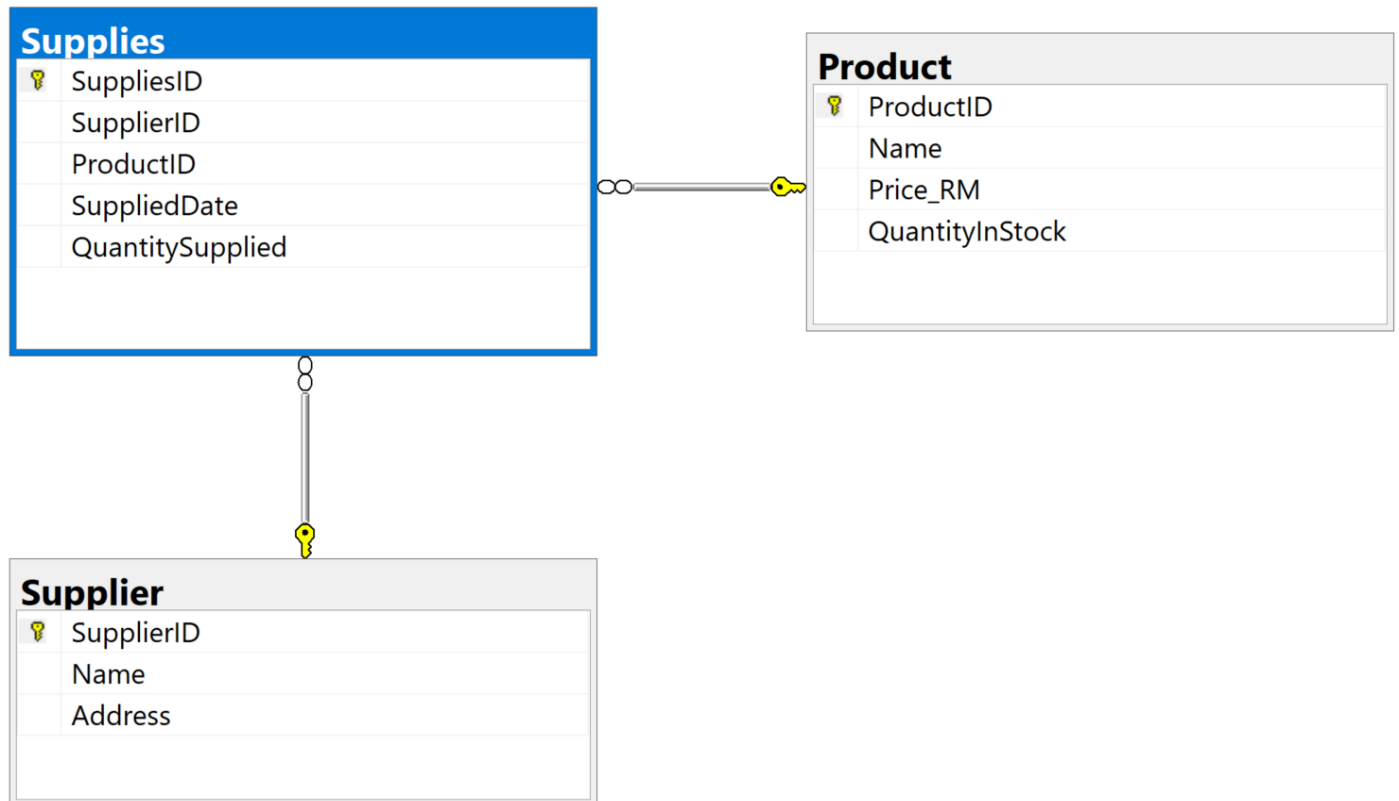 Supplies
SuppliesID
SupplierID
ProductID
SuppliedDate
QuantitySupplied
Product
ProductID
Name
Price_RM
QuantityInStock
Supplier
SupplierID
Name
Address